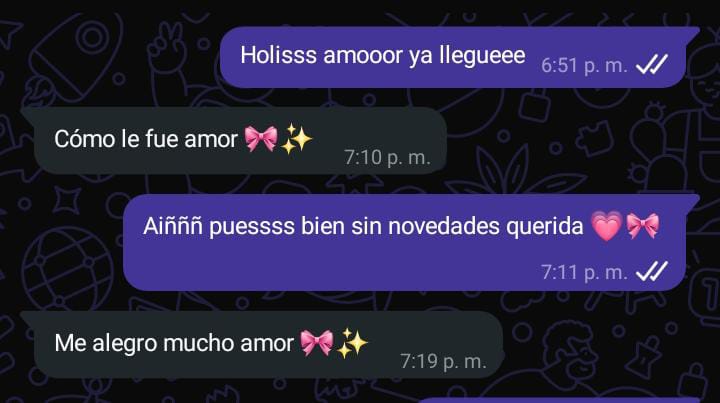 Holisss amooor ya llegueee 6:51 p. m.
Cómo le fue amor 🎀✨ 7:10 p. m.
Aiñññ puessss bien sin novedades querida 💗🎀
7:11 p. m.
Me alegro mucho amor 🎀✨ 7:19 p. m.